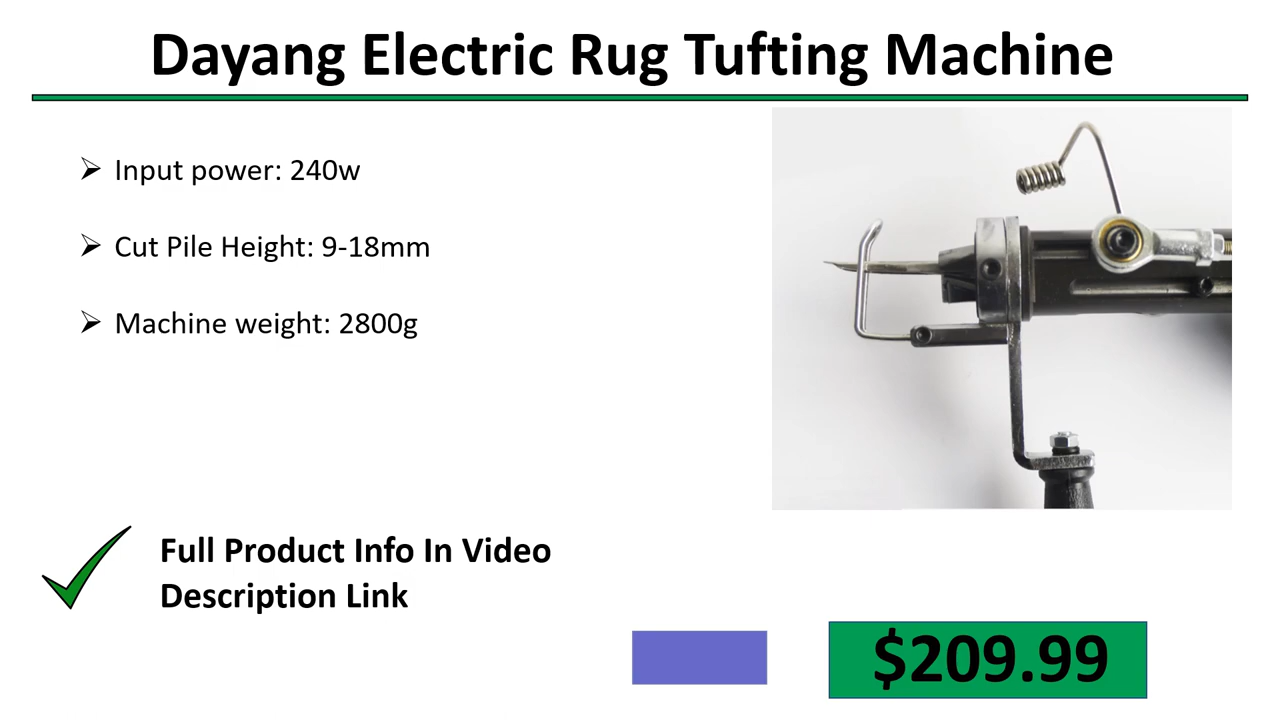 Dayang Electric Rug Tufting Machine
Input power: 240w
Cut Pile Height: 9-18mm
Machine weight: 2800g
Full Product Info In Video
Description Link
$209.99